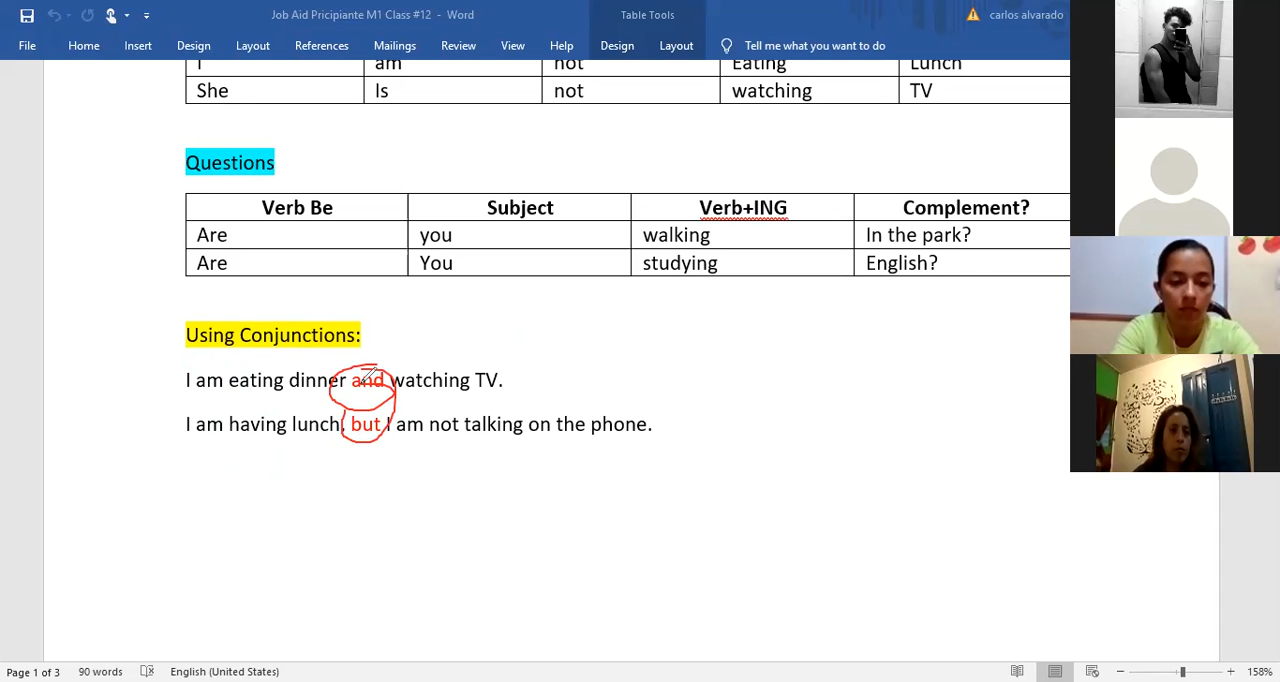 Job Aid Pricipiante M1 Class #12 - Word
Table Tools
carlos alvarado
File Home Insert Design Layout References Mailings Review View Help Design Layout Tell me what you want to do
I am not Eating Lunch
She Is not watching TV
Questions
Verb Be Subject Verb+ING Complement?
Are you walking In the park?
Are You studying English?
Using Conjunctions:
I am eating dinner and watching TV.
I am having lunch, but I am not talking on the phone.
Page 1 of 3 90 words English (United States) 158%